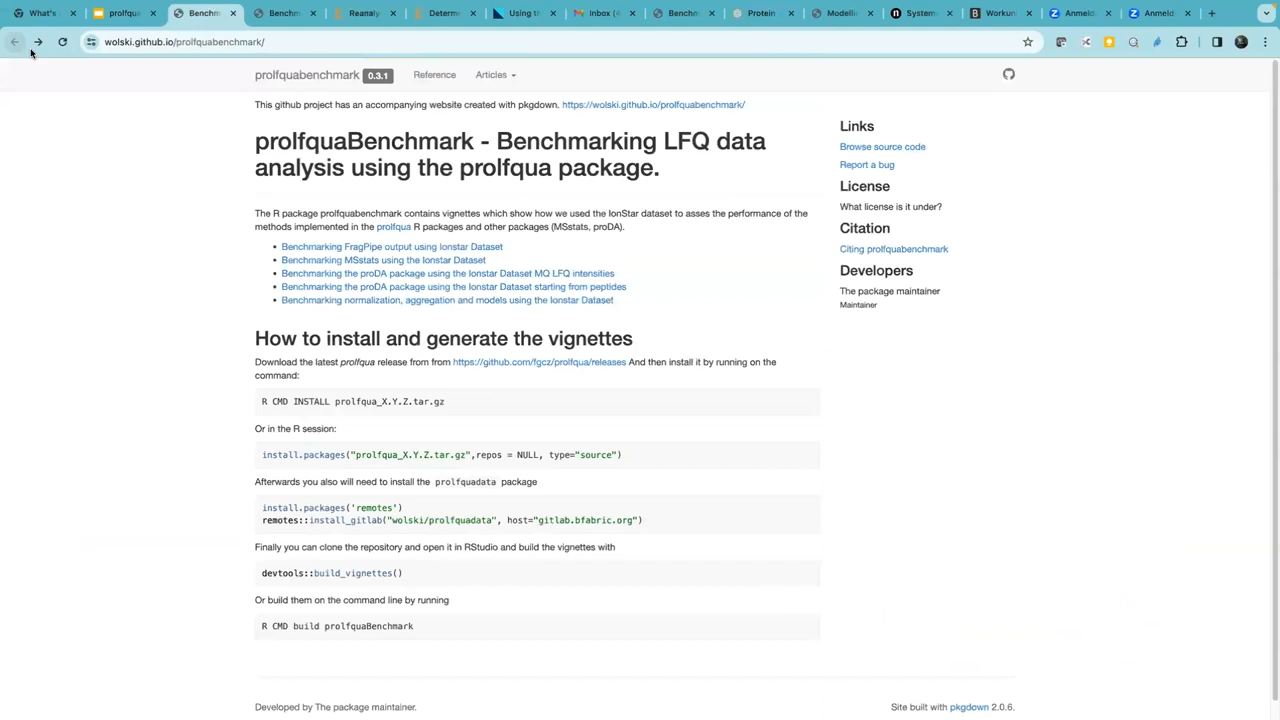 What's
prolfqua
Benchm
Benchm
Reanaly
Determ
Using th
Inbox (4
Benchm
Protein
Modellin
System
Workun
Anmeld
Anmeld
wolski.github.io/prolfquabenchmark/
prolfquabenchmark 0.3.1 Reference Articles
This github project has an accompanying website created with pkgdown. https://wolski.github.io/prolfquabenchmark/
prolfquaBenchmark - Benchmarking LFQ data
analysis using the prolfqua package.
The R package prolfquabenchmark contains vignettes which show how we used the IonStar dataset to asses the performance of the
methods implemented in the prolfqua R packages and other packages (MSstats, proDA).
• Benchmarking FragPipe output using Ionstar Dataset
• Benchmarking MSstats using the Ionstar Dataset
• Benchmarking the proDA package using the Ionstar Dataset MQ LFQ intensities
• Benchmarking the proDA package using the Ionstar Dataset starting from peptides
• Benchmarking normalization, aggregation and models using the Ionstar Dataset
How to install and generate the vignettes
Download the latest prolfqua release from from https://github.com/fgcz/prolfqua/releases And then install it by running on the
command:
R CMD INSTALL prolfqua_X.Y.Z.tar.gz
Or in the R session:
install.packages("prolfqua_X.Y.Z.tar.gz",repos = NULL, type="source")
Afterwards you also will need to install the prolfquadata package
install.packages('remotes')
remotes::install_gitlab("wolski/prolfquadata", host="gitlab.bfabric.org")
Finally you can clone the repository and open it in RStudio and build the vignettes with
devtools::build_vignettes()
Or build them on the command line by running
R CMD build prolfquaBenchmark
Links
Browse source code
Report a bug
License
What license is it under?
Citation
Citing prolfquabenchmark
Developers
The package maintainer
Maintainer
Developed by The package maintainer.
Site built with pkgdown 2.0.6.